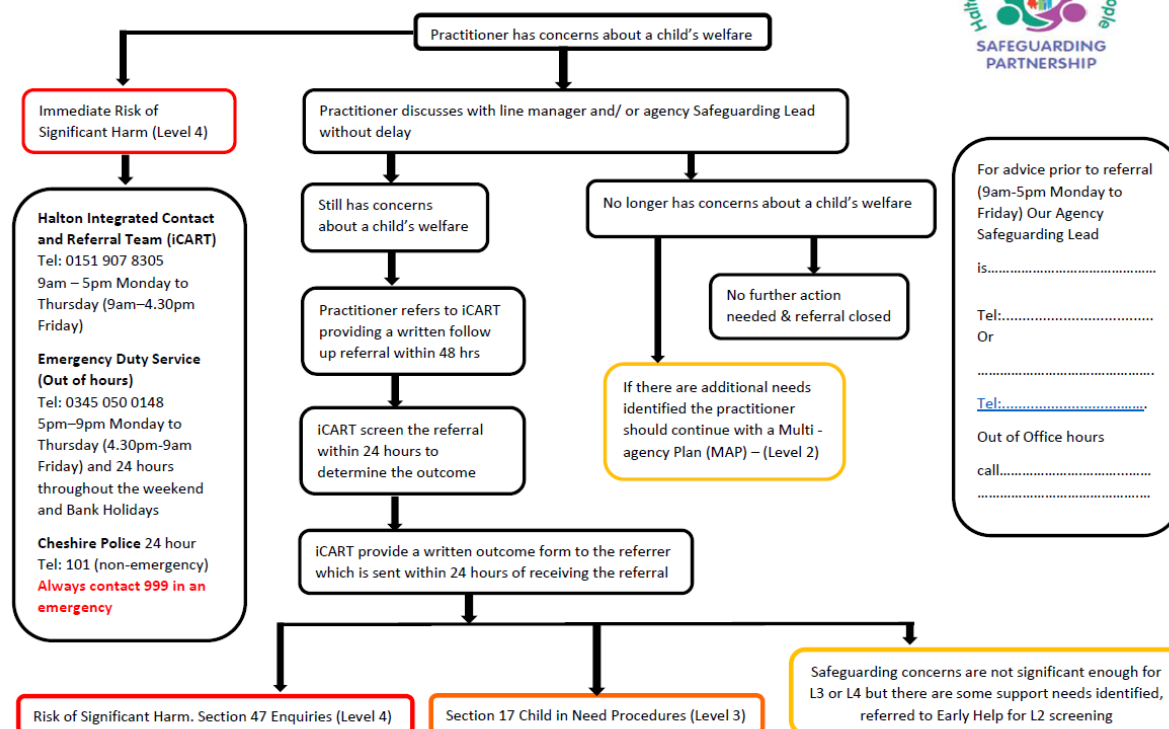 Halto
ople
SAFEGUARDING
PARTNERSHIP
Practitioner has concerns about a child’s welfare
Immediate Risk of
Significant Harm (Level 4)
Practitioner discusses with line manager and/ or agency Safeguarding Lead
without delay
Halton Integrated Contact
and Referral Team (iCART)
Tel: 0151 907 8305
9am – 5pm Monday to
Thursday (9am–4.30pm
Friday)
Emergency Duty Service
(Out of hours)
Tel: 0345 050 0148
5pm–9pm Monday to
Thursday (4.30pm-9am
Friday) and 24 hours
throughout the weekend
and Bank Holidays
Cheshire Police 24 hour
Tel: 101 (non-emergency)
Always contact 999 in an
emergency
Still has concerns
about a child’s welfare
No longer has concerns about a child’s welfare
Practitioner refers to iCART
providing a written follow
up referral within 48 hrs
No further action
needed & referral closed
iCART screen the referral
within 24 hours to
determine the outcome
If there are additional needs
identified the practitioner
should continue with a Multi -
agency Plan (MAP) – (Level 2)
iCART provide a written outcome form to the referrer
which is sent within 24 hours of receiving the referral
For advice prior to referral
(9am-5pm Monday to
Friday) Our Agency
Safeguarding Lead
is……………………………………….
Tel:.....................................
Or
………………………………………….
Tel:…………………………………..
Out of Office hours
call……………………………………
…………………………………………
Risk of Significant Harm. Section 47 Enquiries (Level 4)
Section 17 Child in Need Procedures (Level 3)
Safeguarding concerns are not significant enough for
L3 or L4 but there are some support needs identified,
referred to Early Help for L2 screening